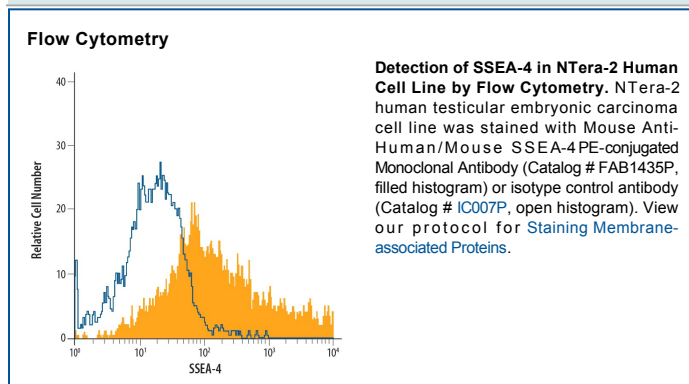 Flow Cytometry
Detection of SSEA-4 in NTera-2 Human
Cell Line by Flow Cytometry. NTera-2
human testicular embryonic carcinoma
cell line was stained with Mouse Anti-
Human/Mouse SSEA-4 PE-conjugated
Monoclonal Antibody (Catalog # FAB1435P,
filled histogram) or isotype control antibody
(Catalog # IC007P, open histogram). View
our protocol for Staining Membrane-
associated Proteins.
Relative Cell Number
40
30
20
10
0
10⁰ 10¹ 10² 10³ 10⁴
SSEA-4